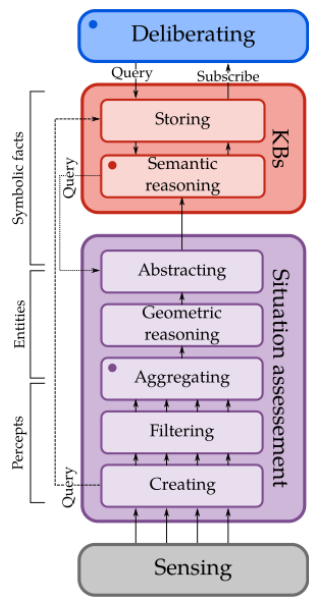 Deliberating
Query
Subscribe
Storing
Semantic
reasoning
KBs
Query
Symbolic facts
Abstracting
Geometric
reasoning
Aggregating
Filtering
Creating
Situation assessment
Entities
Percepts
Query
Sensing